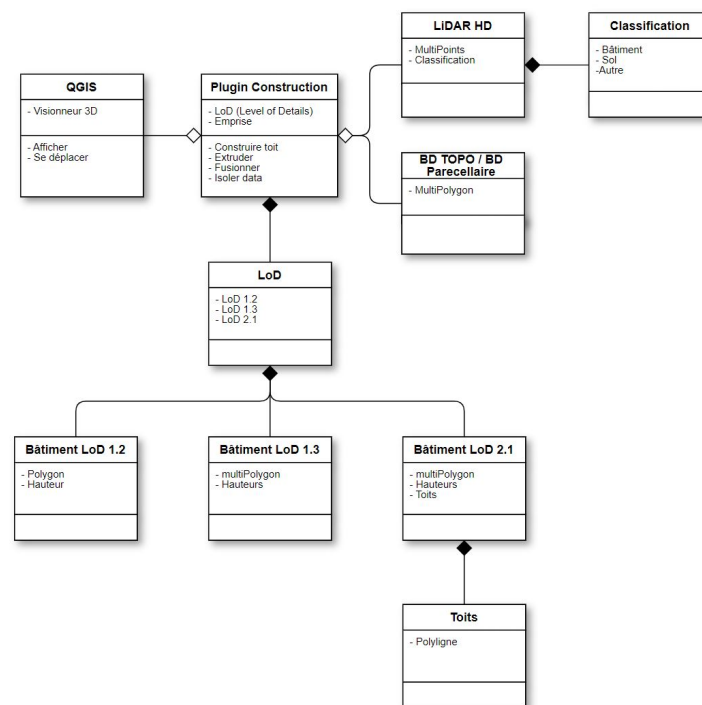 LiDAR HD
- MultiPoints
- Classification
Classification
- Bâtiment
- Sol
-Autre
QGIS
- Visionneur 3D
- Afficher
- Se déplacer
Plugin Construction
- LoD (Level of Details)
- Emprise
- Construire toit
- Extruder
- Fusionner
- Isoler data
BD TOPO / BD
Parecellaire
- MultiPolygon
LoD
- LoD 1.2
- LoD 1.3
- LoD 2.1
Bâtiment LoD 1.2
- Polygon
- Hauteur
Bâtiment LoD 1.3
- multiPolygon
- Hauteurs
Bâtiment LoD 2.1
- multiPolygon
- Hauteurs
- Toits
Toits
- Polyligne